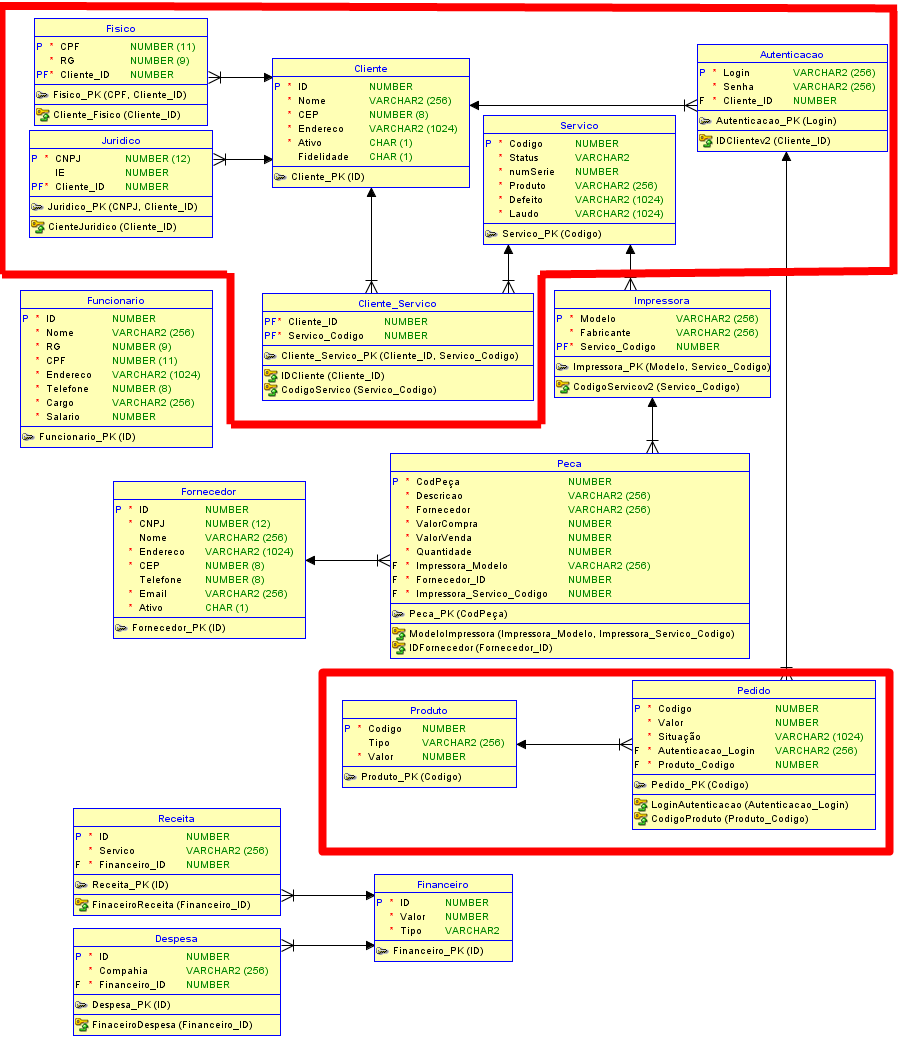 Fisico
P * CPF NUMBER (11)
* RG NUMBER (9)
PF* Cliente_ID NUMBER
Fisico_PK (CPF, Cliente_ID)
Cliente_Fisico (Cliente_ID)
Juridico
P * CNPJ NUMBER (12)
IE NUMBER
PF* Cliente_ID NUMBER
Juridico_PK (CNPJ, Cliente_ID)
CienteJuridico (Cliente_ID)
Cliente
P * ID NUMBER
* Nome VARCHAR2 (256)
* CEP NUMBER (8)
* Endereco VARCHAR2 (1024)
* Ativo CHAR (1)
Fidelidade CHAR (1)
Cliente_PK (ID)
Servico
P * Codigo NUMBER
* Status VARCHAR2
* numSerie NUMBER
* Produto VARCHAR2 (256)
* Defeito VARCHAR2 (1024)
* Laudo VARCHAR2 (1024)
Servico_PK (Codigo)
Autenticacao
P * Login VARCHAR2 (256)
* Senha VARCHAR2 (256)
F * Cliente_ID NUMBER
Autenticacao_PK (Login)
IDClientev2 (Cliente_ID)
Funcionario
P * ID NUMBER
* Nome VARCHAR2 (256)
* RG NUMBER (9)
* CPF NUMBER (11)
* Endereco VARCHAR2 (1024)
* Telefone NUMBER (8)
* Cargo VARCHAR2 (256)
* Salario NUMBER
Funcionario_PK (ID)
Cliente_Servico
PF* Cliente_ID NUMBER
PF* Servico_Codigo NUMBER
Cliente_Servico_PK (Cliente_ID, Servico_Codigo)
IDCliente (Cliente_ID)
CodigoServico (Servico_Codigo)
Impressora
P * Modelo VARCHAR2 (256)
* Fabricante VARCHAR2 (256)
PF* Servico_Codigo NUMBER
Impressora_PK (Modelo, Servico_Codigo)
CodigoServicov2 (Servico_Codigo)
Fornecedor
P * ID NUMBER
* CNPJ NUMBER (12)
Nome VARCHAR2 (256)
* Endereco VARCHAR2 (1024)
* CEP NUMBER (8)
Telefone NUMBER (8)
* Email VARCHAR2 (256)
* Ativo CHAR (1)
Fornecedor_PK (ID)
Peca
P * CodPeça NUMBER
* Descricao VARCHAR2 (256)
* Fornecedor VARCHAR2 (256)
* ValorCompra NUMBER
* ValorVenda NUMBER
* Quantidade NUMBER
F * Impressora_Modelo VARCHAR2 (256)
F * Fornecedor_ID NUMBER
F * Impressora_Servico_Codigo NUMBER
Peca_PK (CodPeça)
ModeloImpressora (Impressora_Modelo, Impressora_Servico_Codigo)
IDFornecedor (Fornecedor_ID)
Produto
P * Codigo NUMBER
Tipo VARCHAR2 (256)
* Valor NUMBER
Produto_PK (Codigo)
Pedido
P * Codigo NUMBER
* Valor NUMBER
* Situação VARCHAR2 (1024)
F * Autenticacao_Login VARCHAR2 (256)
F * Produto_Codigo NUMBER
Pedido_PK (Codigo)
LoginAutenticacao (Autenticacao_Login)
CodigoProduto (Produto_Codigo)
Receita
P * ID NUMBER
* Servico VARCHAR2 (256)
F * Financeiro_ID NUMBER
Receita_PK (ID)
FinaceiroReceita (Financeiro_ID)
Financeiro
P * ID NUMBER
* Valor NUMBER
* Tipo VARCHAR2
Financeiro_PK (ID)
Despesa
P * ID NUMBER
* Compahia VARCHAR2 (256)
F * Financeiro_ID NUMBER
Despesa_PK (ID)
FinaceiroDespesa (Financeiro_ID)